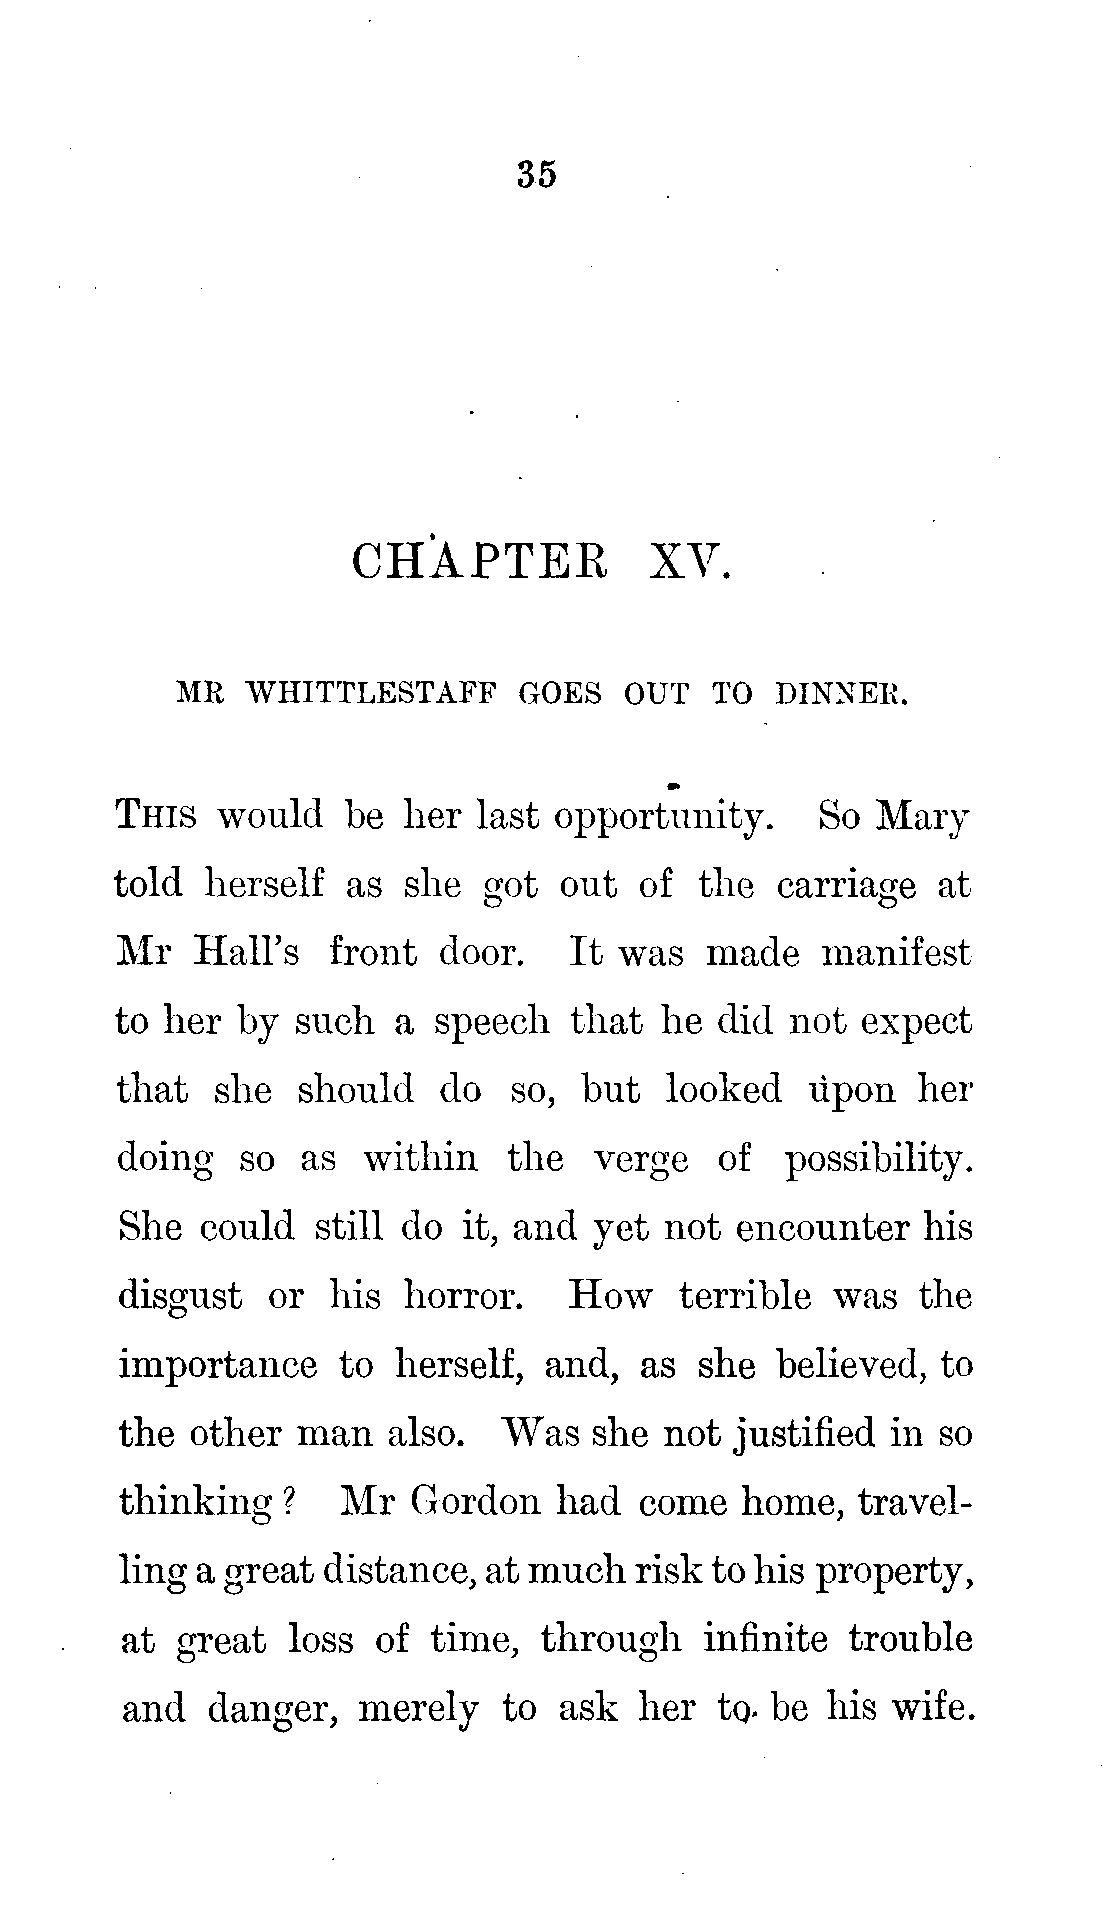 35
CHAPTER XV.
MR WHITTLESTAFF GOES OUT TO DINNER.
THIS would be her last opportunity. So Mary
told herself as she got out of the carriage at
Mr Hall's front door. It was made manifest
to her by such a speech that he did not expect
that she should do so, but looked upon her
doing so as within the verge of possibility.
She could still do it, and yet not encounter his
disgust or his horror. How terrible was the
importance to herself, and, as she believed, to
the other man also. Was she not justified in so
thinking? Mr Gordon had come home, travel-
ling a great distance, at much risk to his property,
at great loss of time, through infinite trouble
and danger, merely to ask her to be his wife.